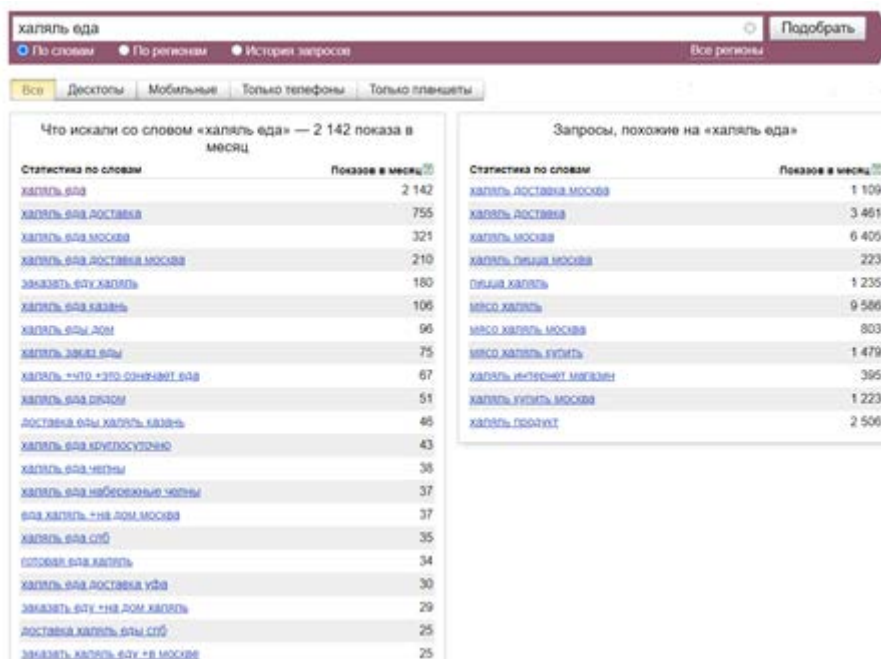 халяль еда
Подобрать
По словам
По регионам
История запросов
Все регионы
Все
Десктопы
Мобильные
Только телефоны
Только планшеты
Что искали со словом «халяль еда» — 2 142 показа в
месяц
Статистика по словам Показов в месяц
халяль еда 2 142
халяль еда доставка 755
халяль еда москва 321
халяль еда доставка москва 210
заказать еду халяль 180
халяль еда казань 106
халяль еды дом 96
халяль заказ еды 75
халяль +что +это означает еда 67
халяль еда рядом 51
доставка еды халяль казань 46
халяль еда круглосуточно 43
халяль еда челны 38
халяль еда набережные челны 37
еда халяль +на дом москва 37
халяль еда спб 35
готовая еда халяль 34
халяль еда доставка уфа 30
заказать еду +на дом халяль 29
доставка халяль еды спб 25
заказать халяль еду +в москве 25
Запросы, похожие на «халяль еда»
Статистика по словам Показов в месяц
халяль доставка москва 1 109
халяль доставка 3 461
халяль москва 6 405
халяль пицца москва 223
пицца халяль 1 235
мясо халяль 9 586
мясо халяль москва 803
мясо халяль купить 1 479
халяль интернет магазин 395
халяль купить москва 1 223
халяль продукт 2 506